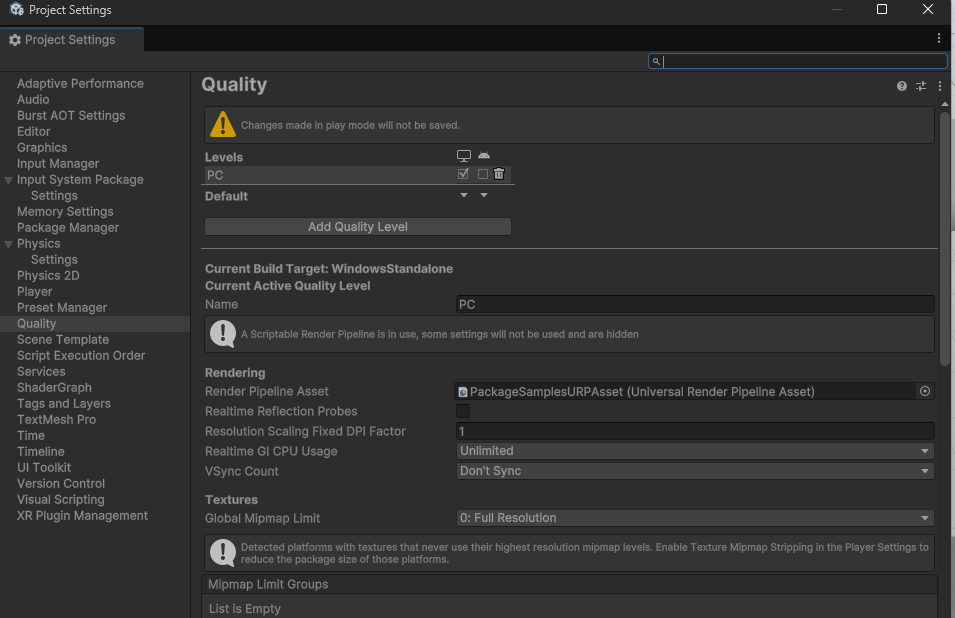 Project Settings
Project Settings
Adaptive Performance
Audio
Burst AOT Settings
Editor
Graphics
Input Manager
Input System Package
Settings
Memory Settings
Package Manager
Physics
Settings
Physics 2D
Player
Preset Manager
Quality
Scene Template
Script Execution Order
Services
ShaderGraph
Tags and Layers
TextMesh Pro
Time
Timeline
UI Toolkit
Version Control
Visual Scripting
XR Plugin Management
Quality
Changes made in play mode will not be saved.
Levels
PC
Default
Add Quality Level
Current Build Target: WindowsStandalone
Current Active Quality Level
Name PC
A Scriptable Render Pipeline is in use, some settings will not be used and are hidden
Rendering
Render Pipeline Asset PackageSamplesURPAsset (Universal Render Pipeline Asset)
Realtime Reflection Probes
Resolution Scaling Fixed DPI Factor 1
Realtime GI CPU Usage Unlimited
VSync Count Don't Sync
Textures
Global Mipmap Limit 0: Full Resolution
Detected platforms with textures that never use their highest resolution mipmap levels. Enable Texture Mipmap Stripping in the Player Settings to
reduce the package size of those platforms.
Mipmap Limit Groups
List is Empty